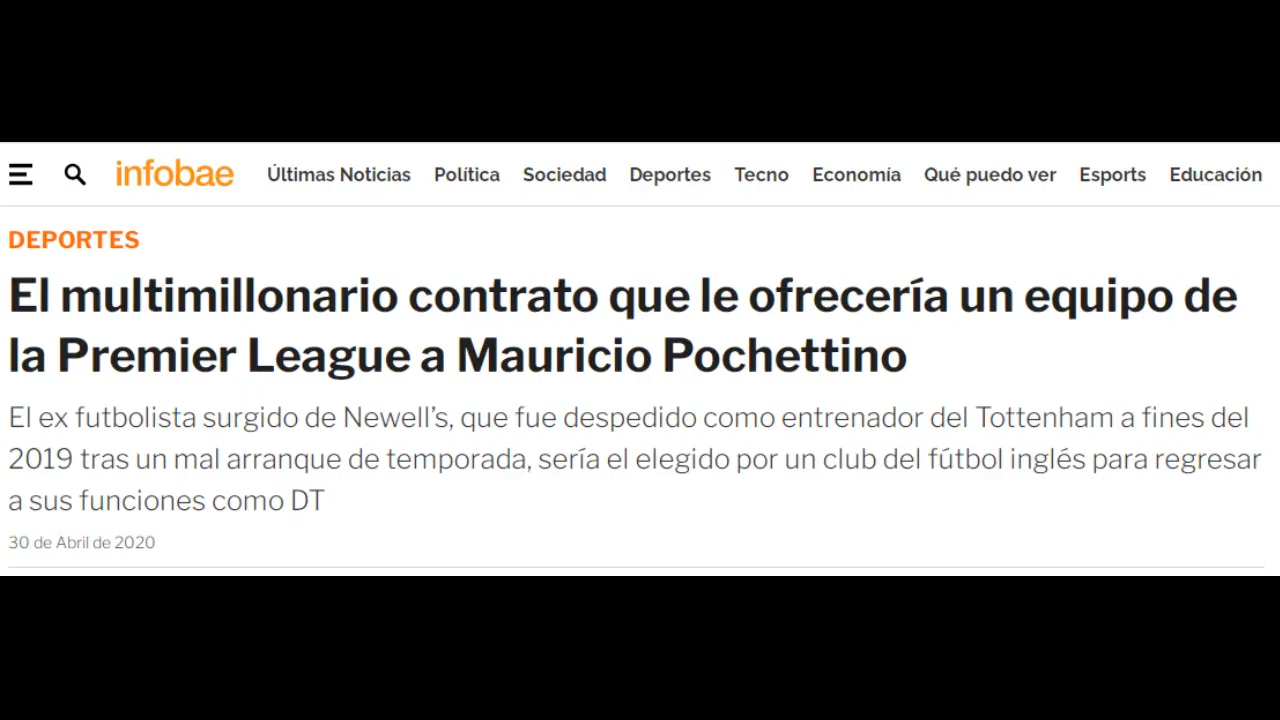 infobae Últimas Noticias Política Sociedad Deportes Tecno Economía Qué puedo ver Esports Educación
DEPORTES
El multimillonario contrato que le ofrecería un equipo de
la Premier League a Mauricio Pochettino
El ex futbolista surgido de Newell’s, que fue despedido como entrenador del Tottenham a fines del
2019 tras un mal arranque de temporada, sería el elegido por un club del fútbol inglés para regresar
a sus funciones como DT
30 de Abril de 2020